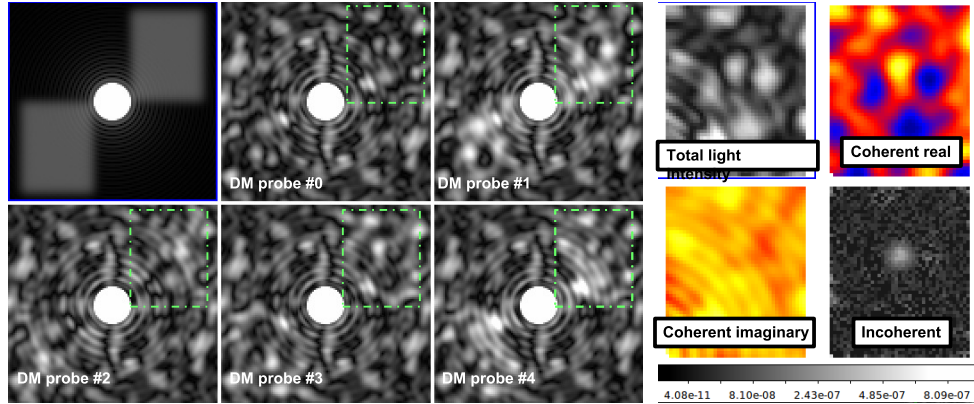 DM probe #0
DM probe #1
DM probe #2
DM probe #3
DM probe #4
Total light
intensity
Coherent real
Coherent imaginary
Incoherent
4.08e-11 8.10e-08 2.43e-07 4.85e-07 8.09e-07